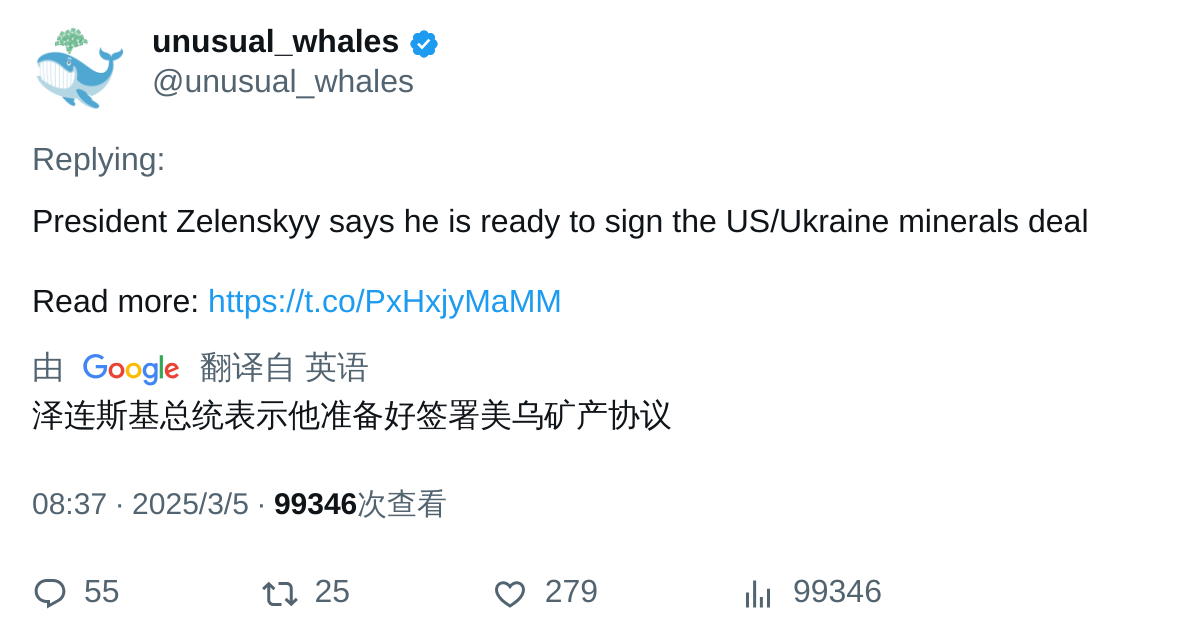 unusual_whales
@unusual_whales
Replying:
President Zelenskyy says he is ready to sign the US/Ukraine minerals deal
Read more: https://t.co/PxHxjyMaMM
由 Google 翻译自 英语
泽连斯基总统表示他准备好签署美乌矿产协议
08:37 · 2025/3/5 · 99346次查看
55 25 279 99346